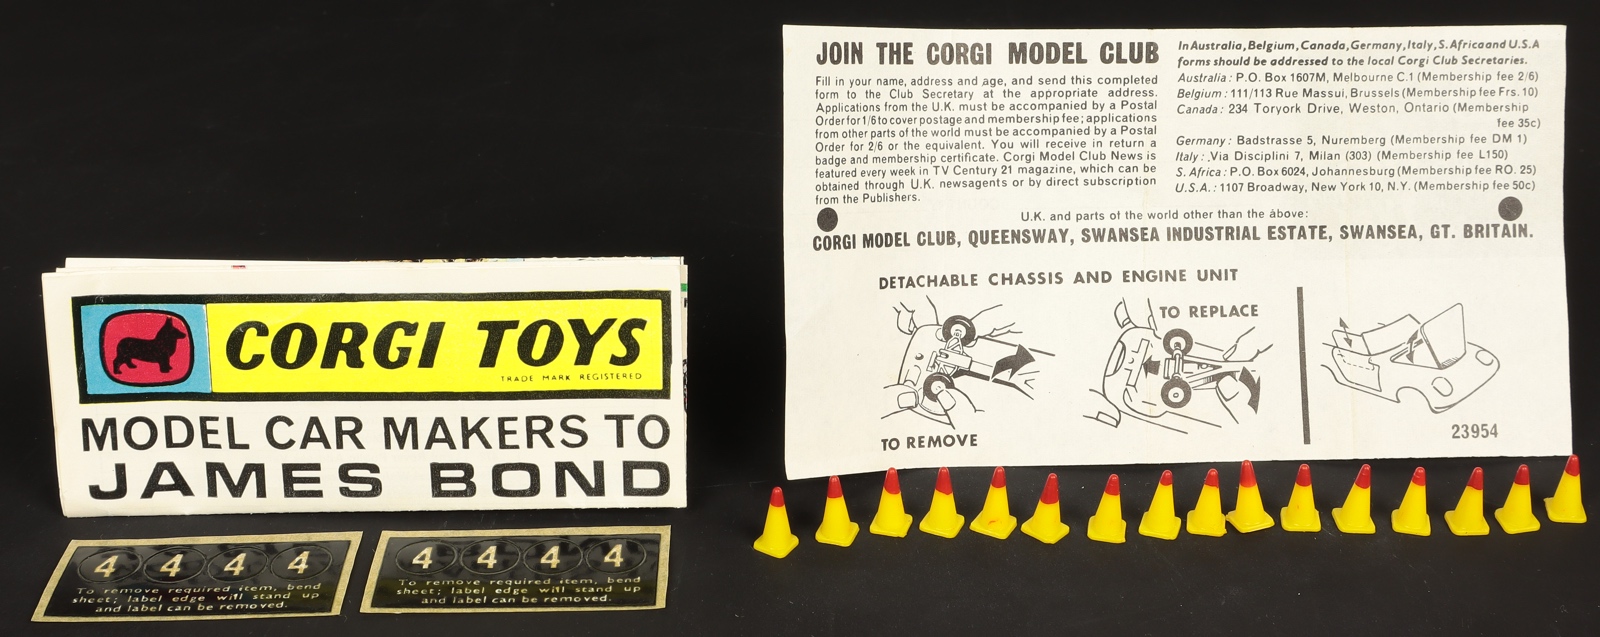 CORGI TOYS
TRADE MARK REGISTERED
MODEL CAR MAKERS TO
JAMES BOND
4 4 4 4
To remove required item, bend
sheet; label edge will stand up
and label can be removed.
4 4 4 4
To remove required item, bend
sheet; label edge will stand up
and label can be removed.
JOIN THE CORGI MODEL CLUB
Fill in your name, address and age, and send this completed
form to the Club Secretary at the appropriate address.
Applications from the U.K. must be accompanied by a Postal
Order for 1/6 to cover postage and membership fee; applications
from other parts of the world must be accompanied by a Postal
Order for 2/6 or the equivalent. You will receive in return a
badge and membership certificate. Corgi Model Club News is
featured every week in TV Century 21 magazine, which can be
obtained through U.K. newsagents or by direct subscription
from the Publishers.
In Australia, Belgium, Canada, Germany, Italy, S. Africa and U.S.A
forms should be addressed to the local Corgi Club Secretaries.
Australia: P.O. Box 1607M, Melbourne C.1 (Membership fee 2/6)
Belgium: 111/113 Rue Massui, Brussels (Membership fee Frs. 10)
Canada: 234 Toryork Drive, Weston, Ontario (Membership
fee 35c)
Germany: Badstrasse 5, Nuremberg (Membership fee DM 1)
Italy: Via Disciplini 7, Milan (303) (Membership fee L150)
S. Africa: P.O. Box 6024, Johannesburg (Membership fee RO. 25)
U.S.A.: 1107 Broadway, New York 10, N.Y. (Membership fee 50c)
U.K. and parts of the world other than the above:
CORGI MODEL CLUB, QUEENSWAY, SWANSEA INDUSTRIAL ESTATE, SWANSEA, GT. BRITAIN.
DETACHABLE CHASSIS AND ENGINE UNIT
TO REPLACE
TO REMOVE
23954